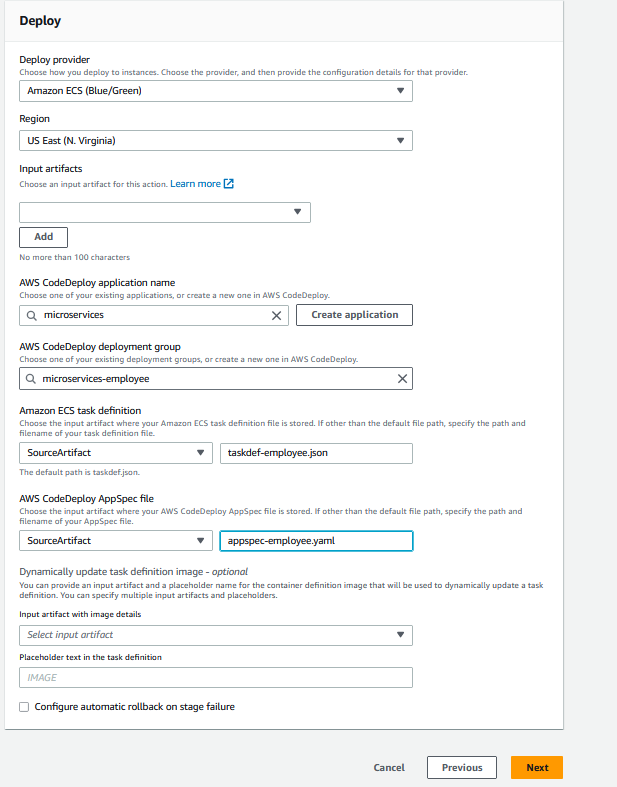 Deploy
Deploy provider
Choose how you deploy to instances. Choose the provider, and then provide the configuration details for that provider.
Amazon ECS (Blue/Green)
Region
US East (N. Virginia)
Input artifacts
Choose an input artifact for this action. Learn more
Add
No more than 100 characters
AWS CodeDeploy application name
Choose one of your existing applications, or create a new one in AWS CodeDeploy.
microservices
Create application
AWS CodeDeploy deployment group
Choose one of your existing deployment groups, or create a new one in AWS CodeDeploy.
microservices-employee
Amazon ECS task definition
Choose the input artifact where your Amazon ECS task definition file is stored. If other than the default file path, specify the path and
filename of your task definition file.
SourceArtifact
taskdef-employee.json
The default path is taskdef.json.
AWS CodeDeploy AppSpec file
Choose the input artifact where your AWS CodeDeploy AppSpec file is stored. If other than the default file path, specify the path and
filename of your AppSpec file.
SourceArtifact
appspec-employee.yaml
Dynamically update task definition image - optional
You can provide an input artifact and a placeholder name for the container definition image that will be used to dynamically update a task
definition. You can specify multiple input artifacts and placeholders.
Input artifact with image details
Select input artifact
Placeholder text in the task definition
IMAGE
Configure automatic rollback on stage failure
Cancel
Previous
Next